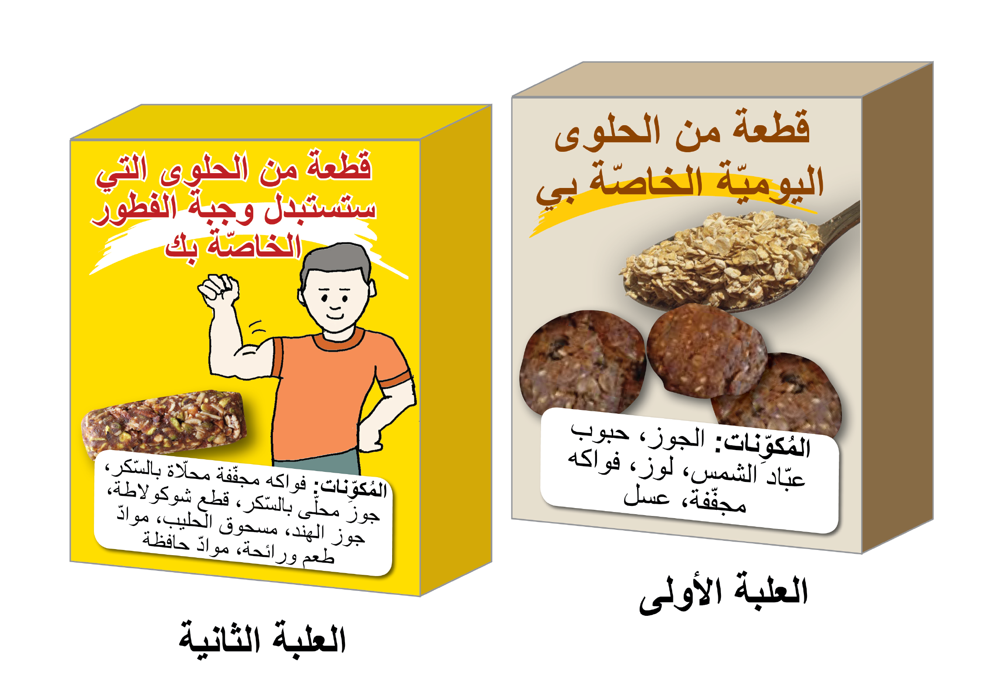 قطعة من الحلوى
اليوميّة الخاصّة بي
المُكوِّنات: الجوز، حبوب
عبّاد الشمس، لوز، فواكه
مجفّفة، عسل
العلبة الأولى
قطعة من الحلوى التي
ستستبدل وجبة الفطور
الخاصّة بك
المُكوِّنات: فواكه مجفّفة محلّاة بالسّكر،
جوز محلّى بالسّكر، قطع شوكولاطة،
جوز الهند، مسحوق الحليب، موادّ
طعم ورائحة، موادّ حافظة
العلبة الثانية